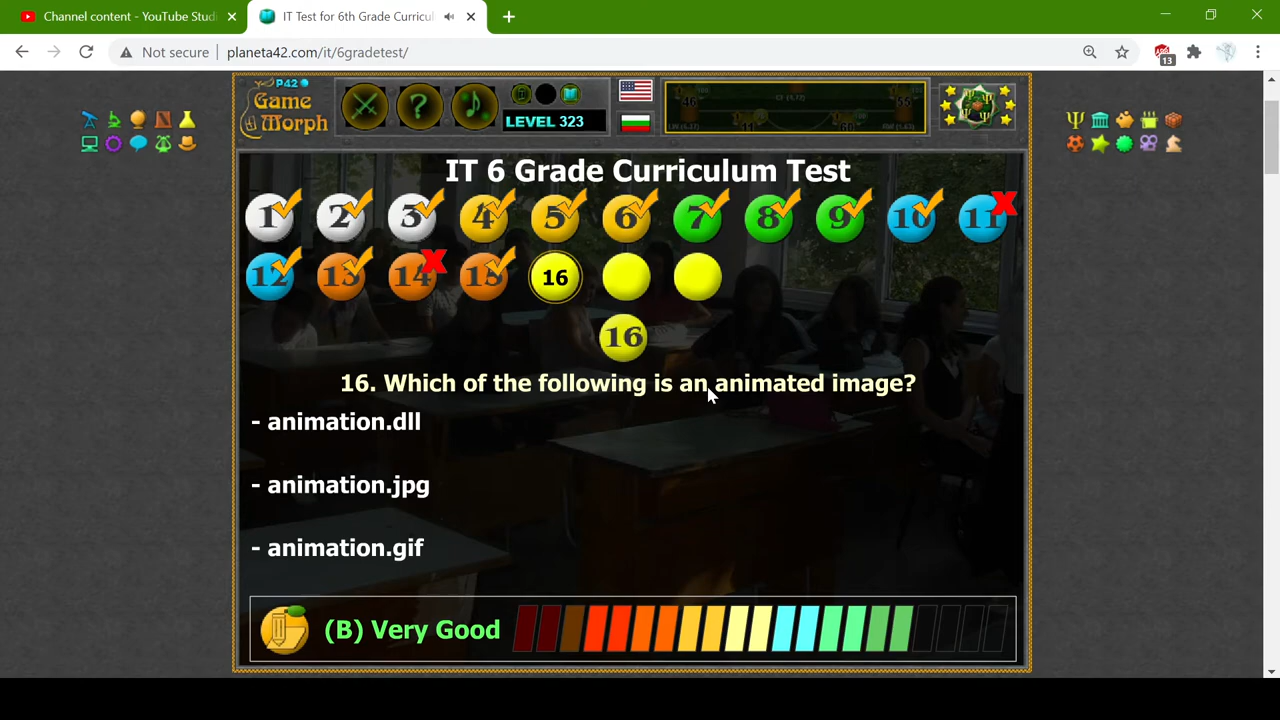 Channel content - YouTube Studi
IT Test for 6th Grade Curricul
Not secure
planeta42.com/it/6gradetest/
13
P42
Game
Morph
LEVEL 323
IT 6 Grade Curriculum Test
1 2 3 4 5 6 7 8 9 10 11
12 13 14 15 16
16
16. Which of the following is an animated image?
- animation.dll
- animation.jpg
- animation.gif
(B) Very Good